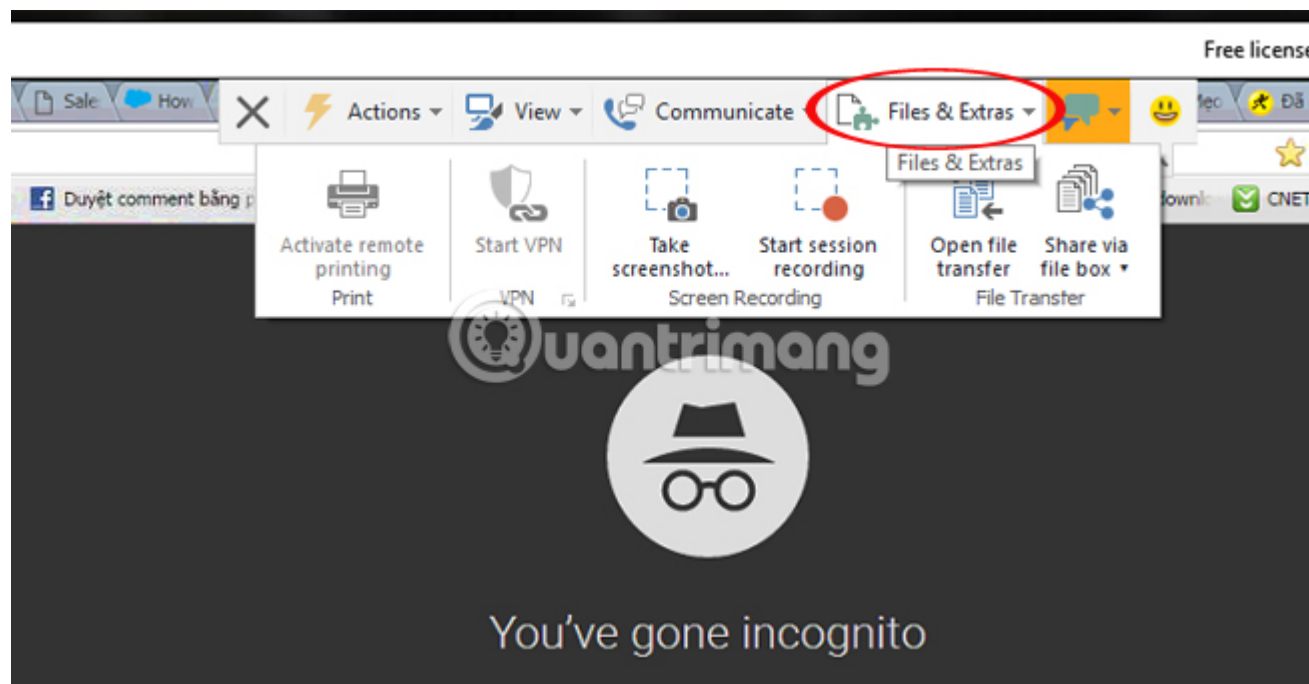 Free license
Sale How Actions View Communicate Files & Extras Mẹo Đã
Files & Extras
Duyệt comment bằng CNET
Activate remote printing
Start VPN
Take screenshot...
Start session recording
Open file transfer
Share via file box
Print VPN Screen Recording File Transfer
Quantrimang
You've gone incognito